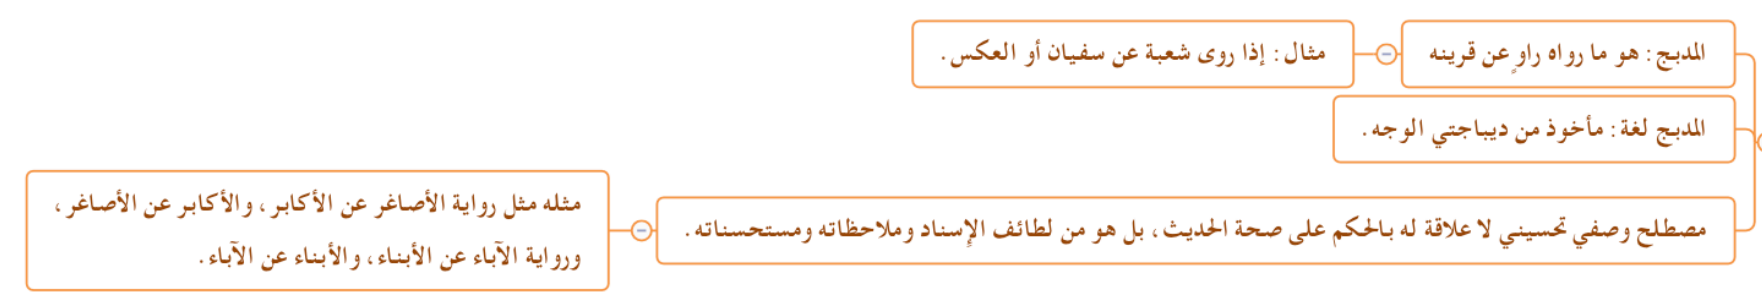 المدبج: هو ما رواه راوٍ عن قرينه
مثال: إذا روى شعبة عن سفيان أو العكس.
المدبج لغة: مأخوذ من ديباجتي الوجه.
مصطلح وصفي تحسيني لا علاقة له بالحكم على صحة الحديث، بل هو من لطائف الإسناد وملاحظاته ومستحسناته.
مثله مثل رواية الأصاغر عن الأكابر، والأكابر عن الأصاغر،
ورواية الآباء عن الأبناء، والأبناء عن الآباء.